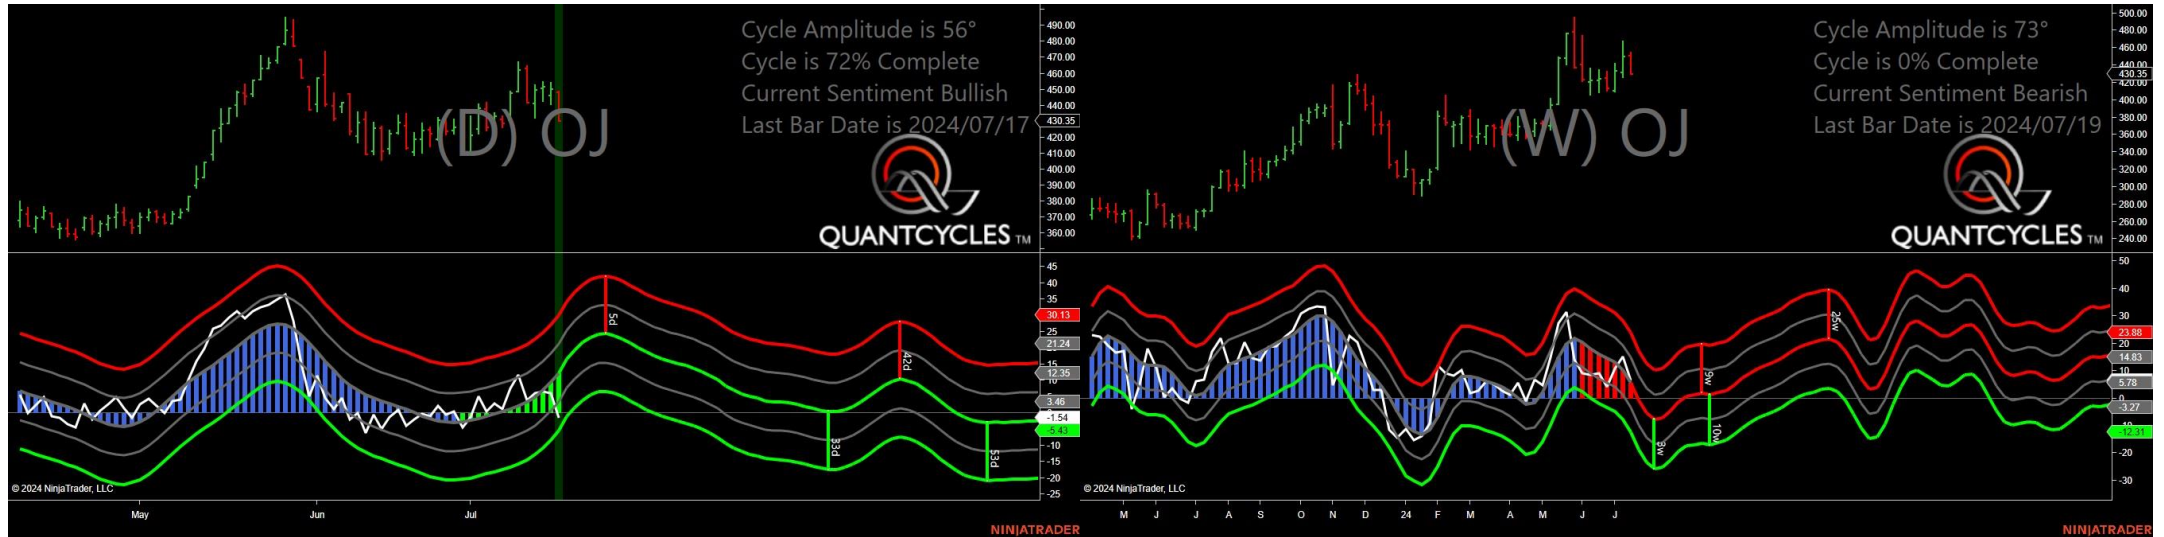 Cycle Amplitude is 56°
Cycle is 72% Complete
Current Sentiment Bullish
Last Bar Date is 2024/07/17
(D) OJ
QUANTCYCLES TM
490.00
480.00
470.00
460.00
450.00
440.00
430.35
420.00
410.00
400.00
390.00
380.00
370.00
360.00
45
40
35
30.13
25
21.24
15
12.35
10
3.46
-1.54
-5.43
-10
-15
-20
-25
5d
33d
42d
53d
© 2024 NinjaTrader, LLC
May
Jun
Jul
NINJATRADER
Cycle Amplitude is 73°
Cycle is 0% Complete
Current Sentiment Bearish
Last Bar Date is 2024/07/19
(W) OJ
QUANTCYCLES TM
500.00
480.00
460.00
440.00
430.35
420.00
400.00
380.00
360.00
340.00
320.00
300.00
280.00
260.00
240.00
50
40
30
23.88
20
14.83
10
5.78
0
-3.27
-12.31
-20
-30
8w
9w
10w
25w
© 2024 NinjaTrader, LLC
M
J
J
A
S
O
N
D
24
F
M
A
M
J
J
NINJATRADER